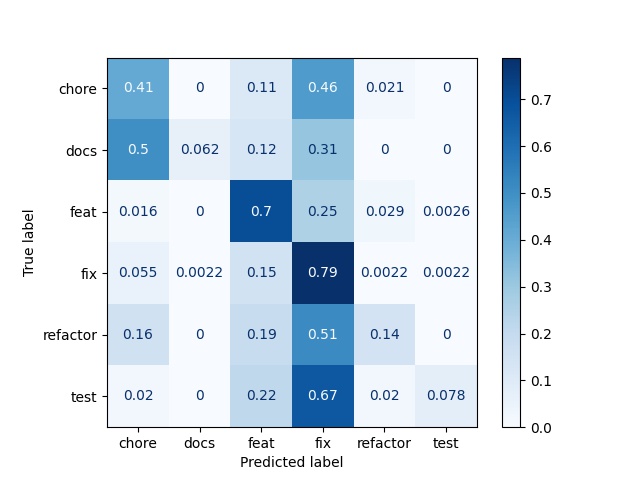 chore 0.41 0 0.11 0.46 0.021 0
docs 0.5 0.062 0.12 0.31 0 0
feat 0.016 0 0.7 0.25 0.029 0.0026
fix 0.055 0.0022 0.15 0.79 0.0022 0.0022
refactor 0.16 0 0.19 0.51 0.14 0
test 0.02 0 0.22 0.67 0.02 0.078
chore docs feat fix refactor test
Predicted label
True label
0.7
0.6
0.5
0.4
0.3
0.2
0.1
0.0